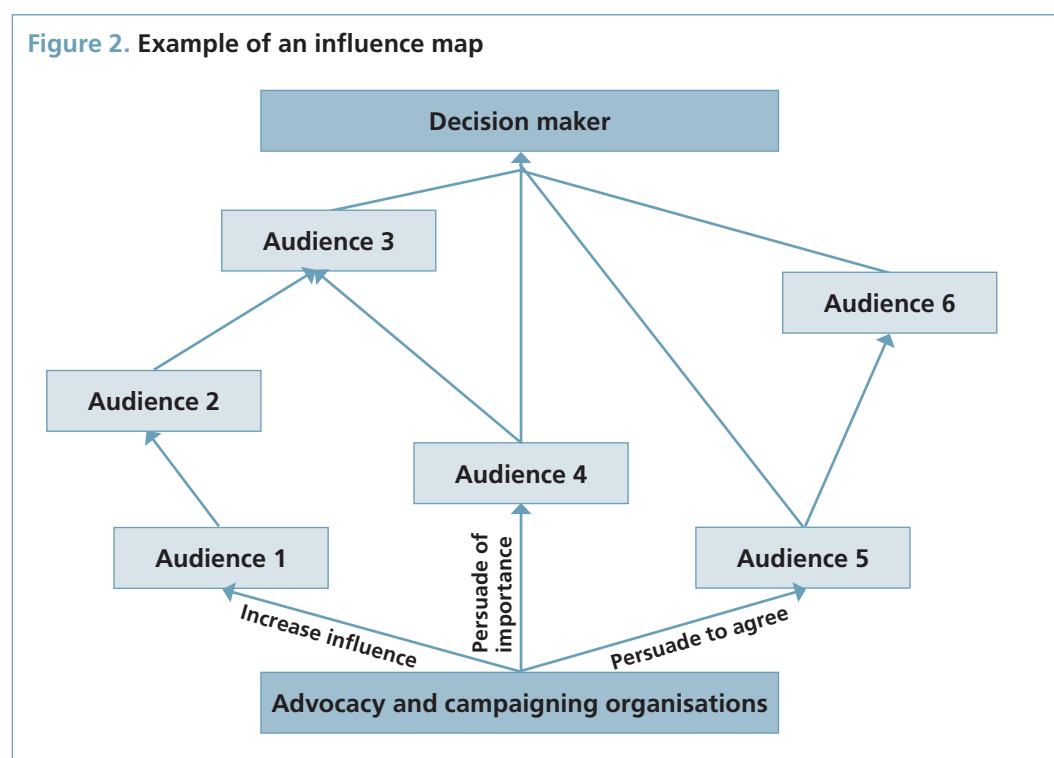 Figure 2. Example of an influence map
Decision maker
Audience 3
Audience 6
Audience 2
Audience 4
Audience 1
Audience 5
Increase influence
Persuade of
importance
Persuade to agree
Advocacy and campaigning organisations